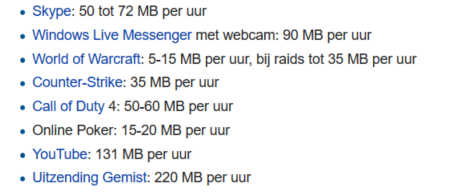 • Skype: 50 tot 72 MB per uur
• Windows Live Messenger met webcam: 90 MB per uur
• World of Warcraft: 5-15 MB per uur, bij raids tot 35 MB per uur
• Counter-Strike: 35 MB per uur
• Call of Duty 4: 50-60 MB per uur
• Online Poker: 15-20 MB per uur
• YouTube: 131 MB per uur
• Uitzending Gemist: 220 MB per uur